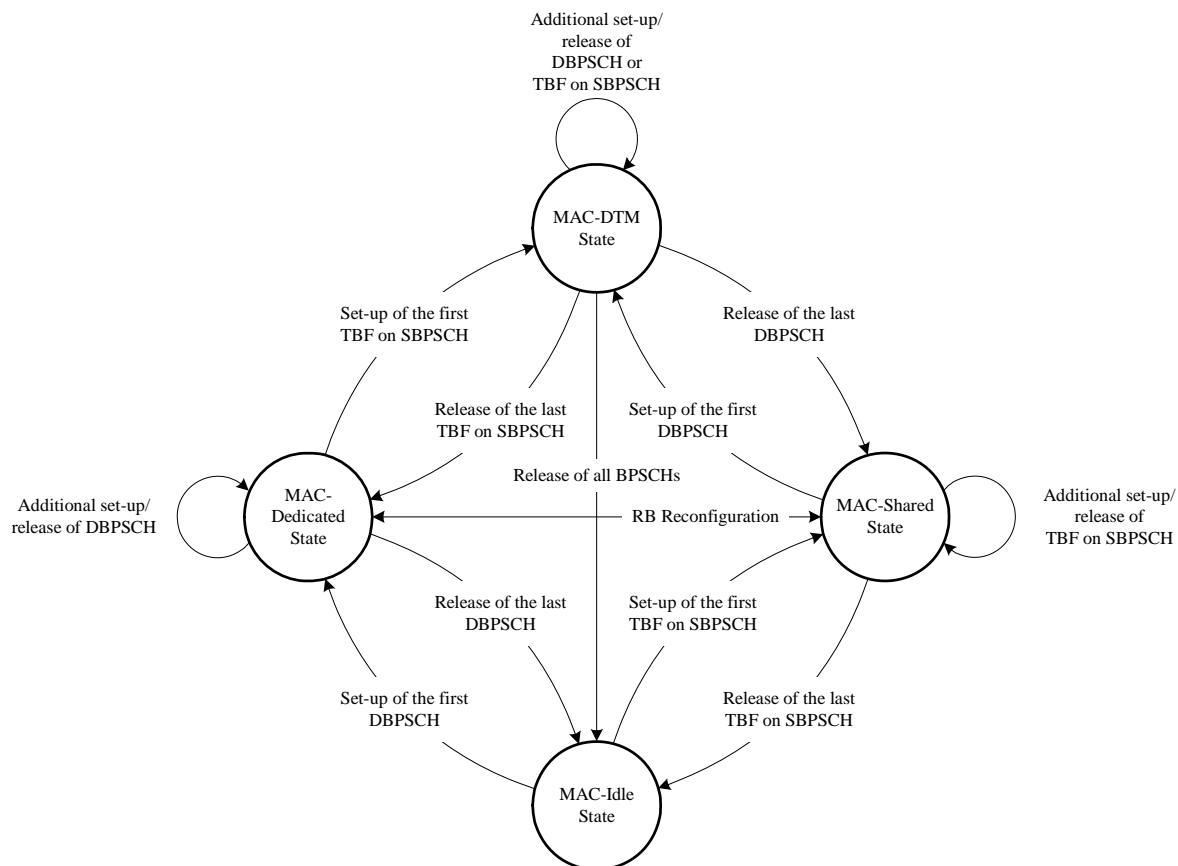 Additional set-up/
release of
DBPSCH or
TBF on SBPSCH
MAC-DTM
State
Set-up of the first
TBF on SBPSCH
Release of the last
DBPSCH
Release of the last
TBF on SBPSCH
Set-up of the first
DBPSCH
Release of all BPSCHs
Additional set-up/
release of DBPSCH
MAC-
Dedicated
State
RB Reconfiguration
MAC-Shared
State
Additional set-up/
release of
TBF on SBPSCH
Release of the last
DBPSCH
Set-up of the first
TBF on SBPSCH
Set-up of the first
DBPSCH
Release of the last
TBF on SBPSCH
MAC-Idle
State